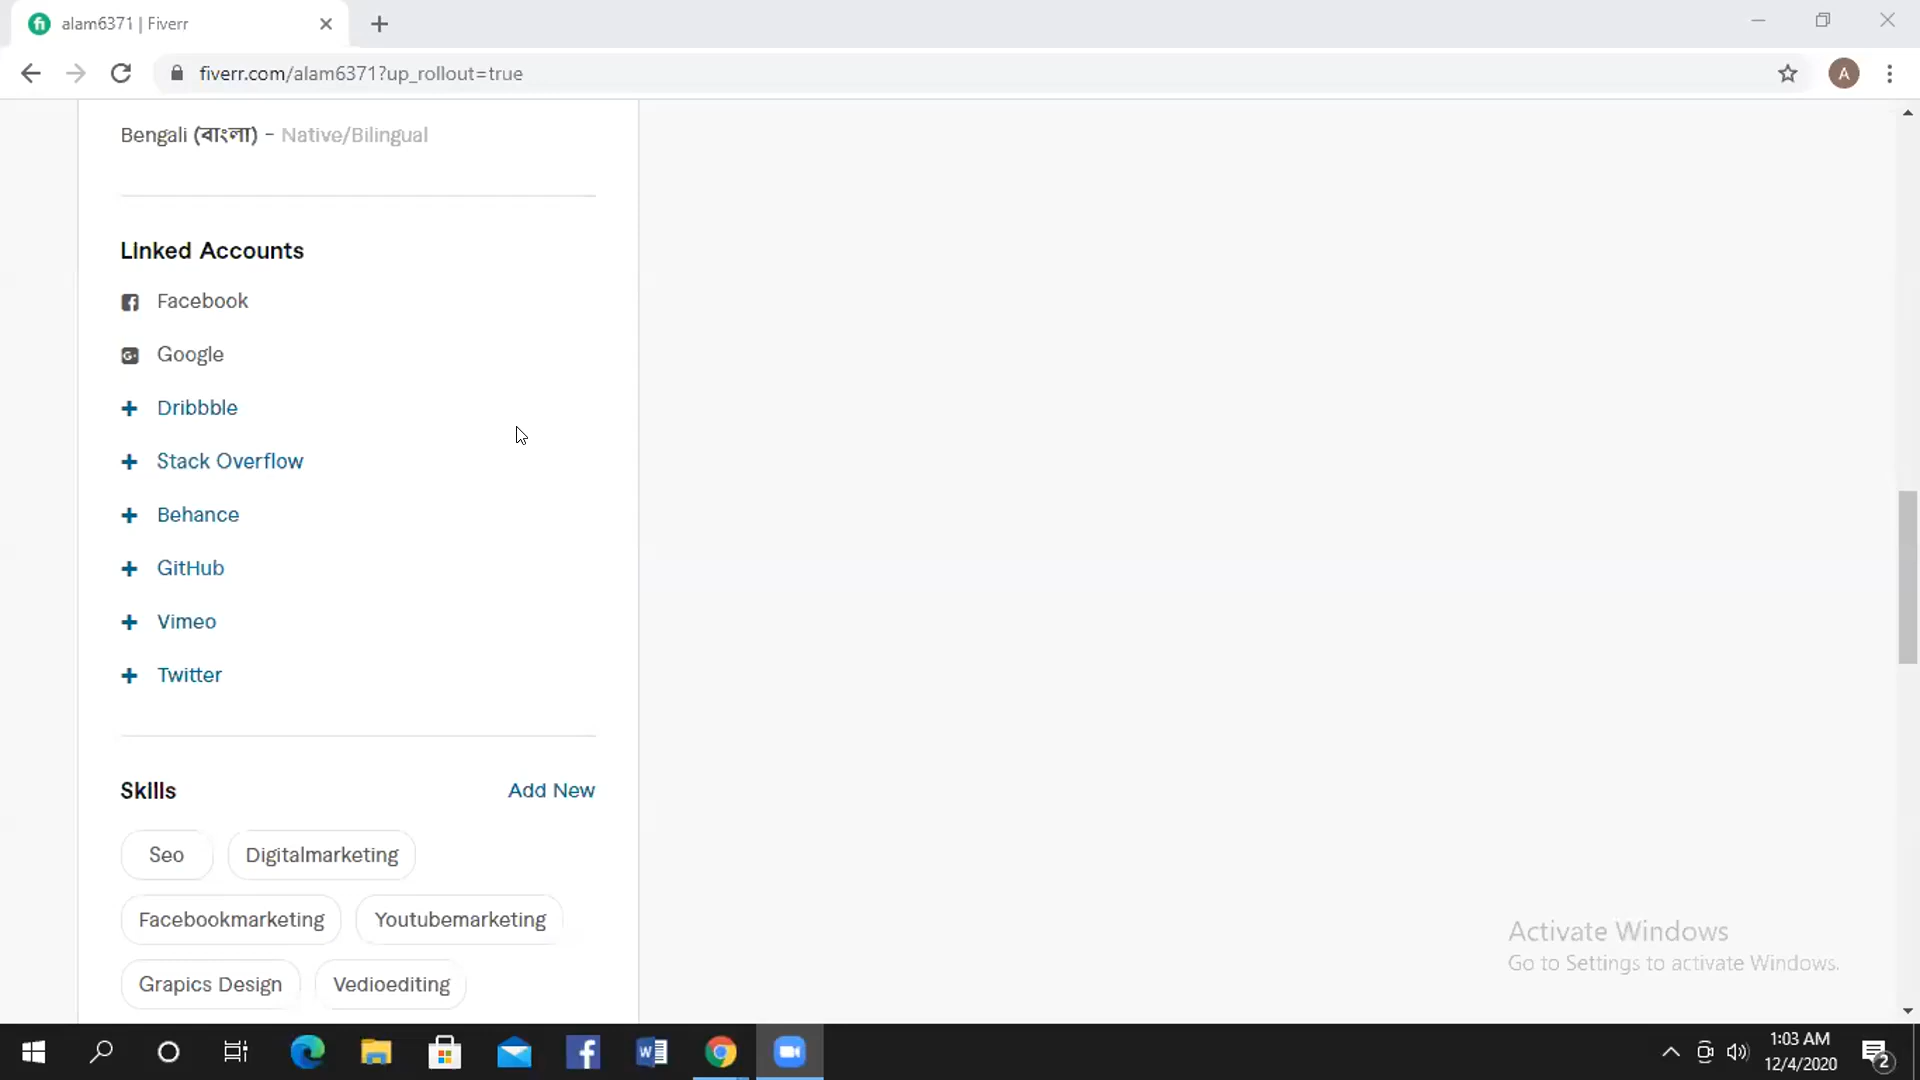 alam6371 | Fiverr
fiverr.com/alam6371?up_rollout=true
A
Bengali (বাংলা) - Native/Bilingual
Linked Accounts
Facebook
Google
Dribbble
Stack Overflow
Behance
GitHub
Vimeo
Twitter
Skills Add New
Seo Digitalmarketing
Facebookmarketing Youtubemarketing
Grapics Design Vedioediting
Activate Windows
Go to Settings to activate Windows.
1:03 AM
12/4/2020
2